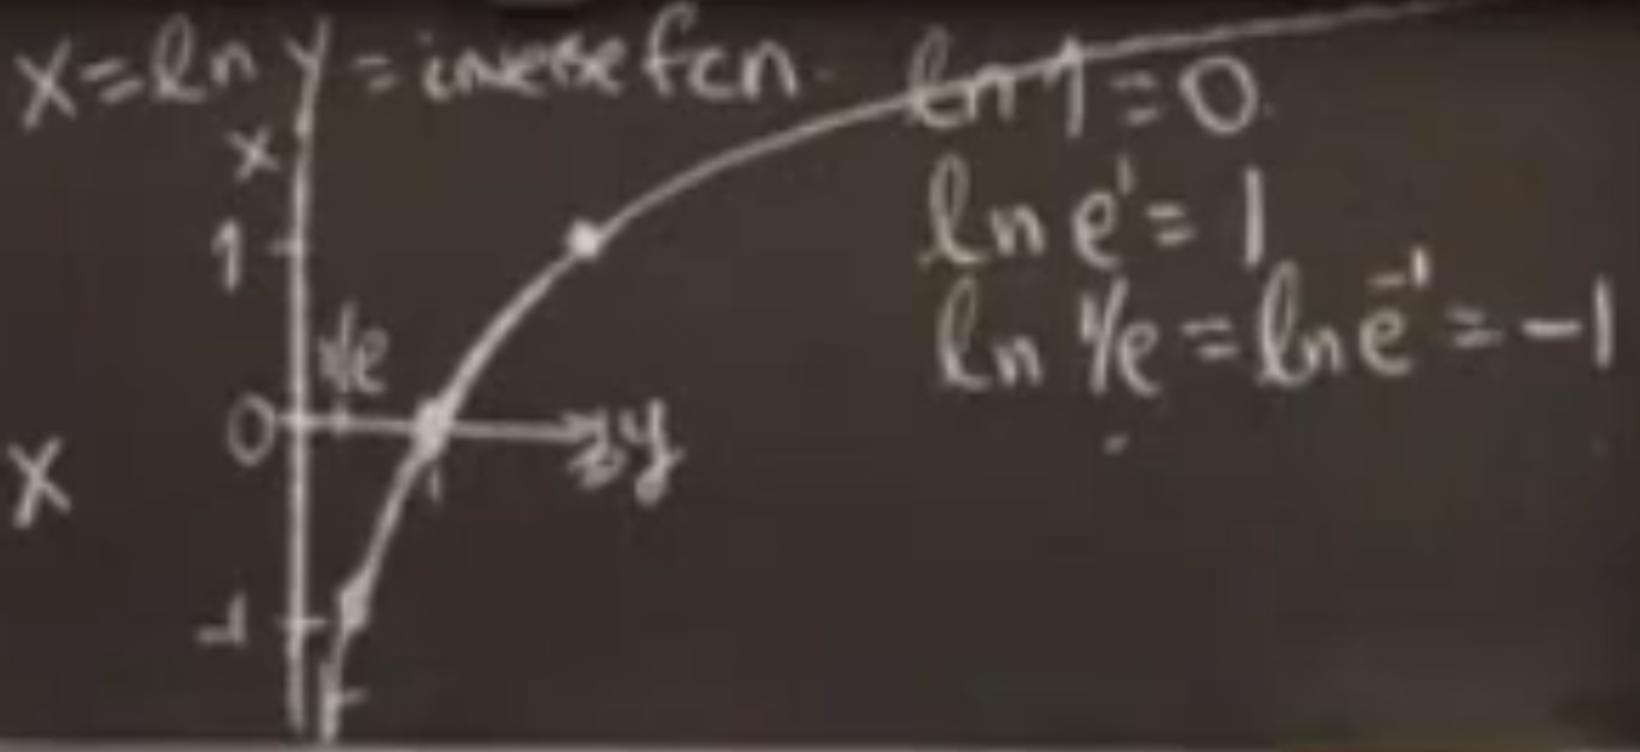 x = ln y = inverse fcn.
ln 1 = 0
x
1
ln e¹ = 1
1/e
ln 1/e = ln e⁻¹ = -1
0
y
x
1
-1